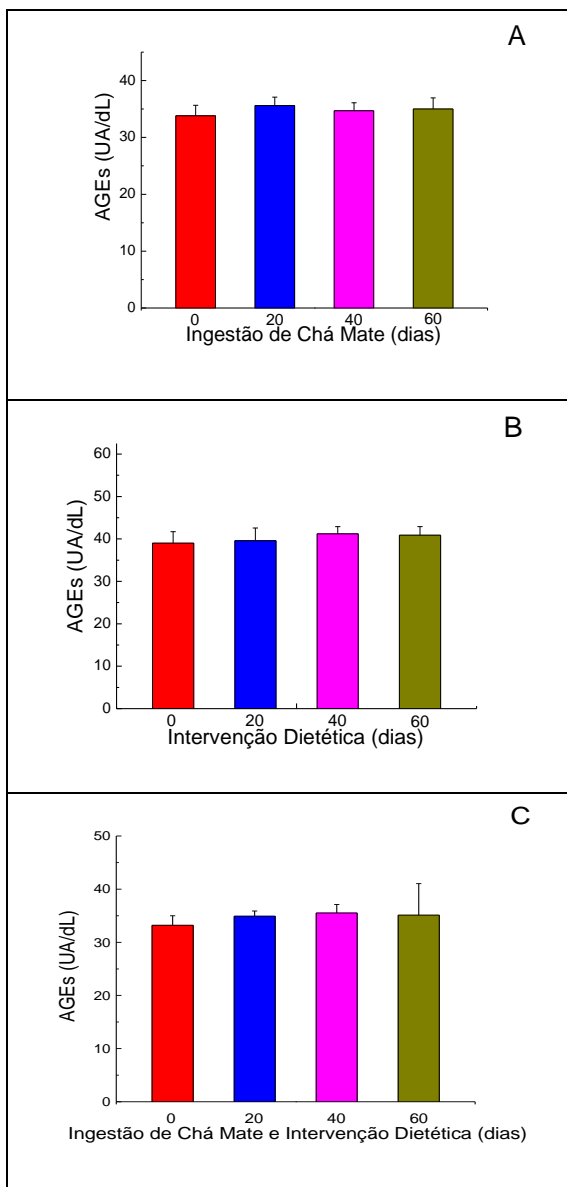 A
40
30
20
10
0
AGEs (UA/dL)
0 20 40 60
Ingestão de Chá Mate (dias)
B
60
50
40
30
20
10
0
AGEs (UA/dL)
0 20 40 60
Intervenção Dietética (dias)
C
50
40
30
20
10
0
AGEs (UA/dL)
0 20 40 60
Ingestão de Chá Mate e Intervenção Dietética (dias)